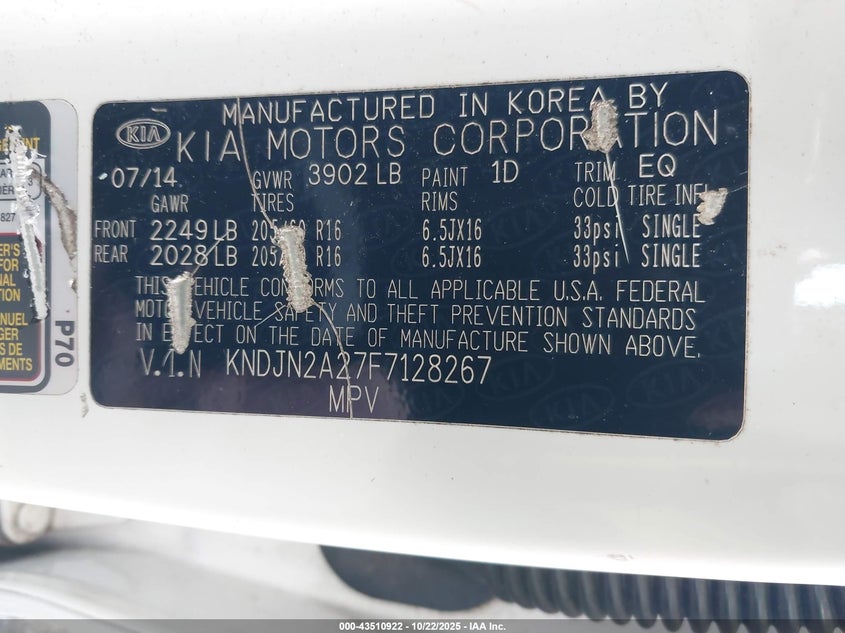 MANUFACTURED IN KOREA BY
KIA KIA MOTORS CORPORATION
07/14 GVWR 3902 LB PAINT 1D TRIM EQ
GAWR TIRES RIMS COLD TIRE INFL
FRONT 2249 LB R16 6.5JX16 33psi SINGLE
REAR 2028 LB R16 6.5JX16 33psi SINGLE
THIS VEHICLE CONFORMS TO ALL APPLICABLE U.S.A. FEDERAL
MOTOR VEHICLE SAFETY AND THEFT PREVENTION STANDARDS
IN EFFECT ON THE DATE OF MANUFACTURE SHOWN ABOVE.
V.I.N KNDJN2A27F7128267
MPV
P70
000-43510922 - 10/22/2025 - IAA, Inc.